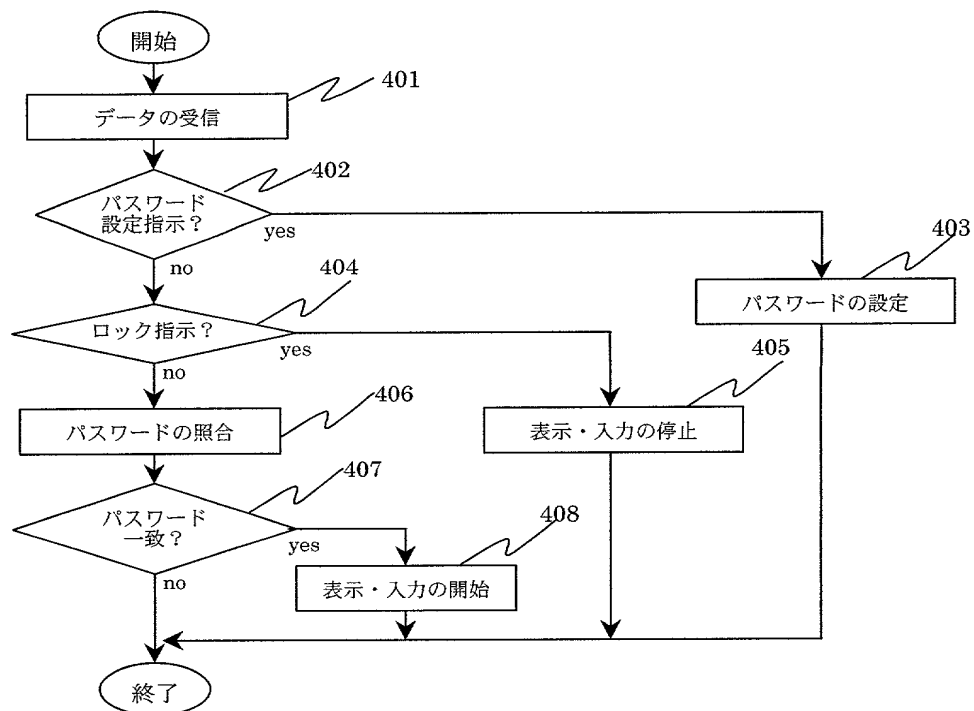 開始
401
データの受信
402
パスワード
設定指示？
yes
no
403
パスワードの設定
404
ロック指示？
yes
no
405
表示・入力の停止
406
パスワードの照合
407
パスワード
一致？
yes
no
408
表示・入力の開始
終了